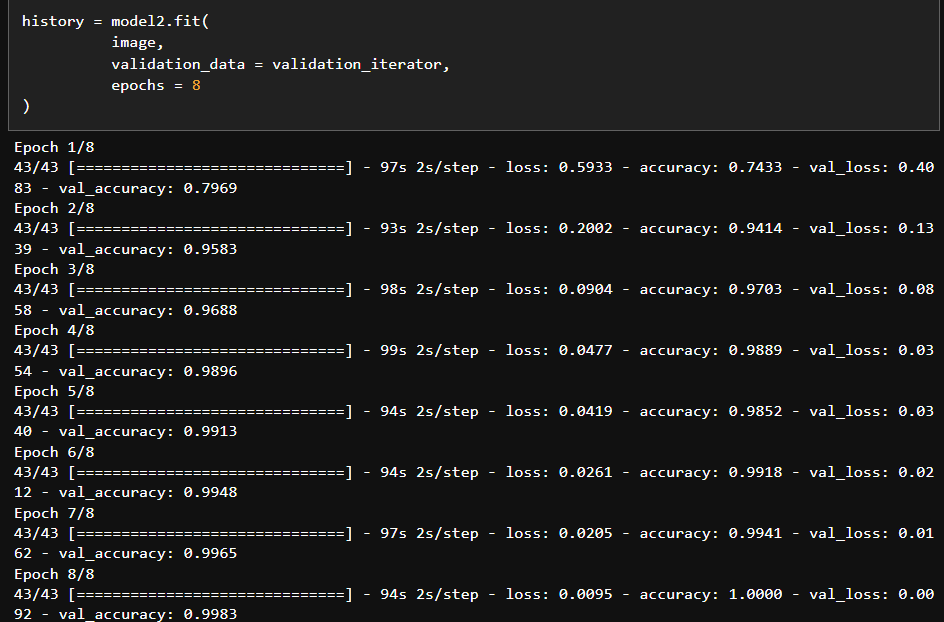 history = model2.fit(
image,
validation_data = validation_iterator,
epochs = 8
)
Epoch 1/8
43/43 [==============================] - 97s 2s/step - loss: 0.5933 - accuracy: 0.7433 - val_loss: 0.40
83 - val_accuracy: 0.7969
Epoch 2/8
43/43 [==============================] - 93s 2s/step - loss: 0.2002 - accuracy: 0.9414 - val_loss: 0.13
39 - val_accuracy: 0.9583
Epoch 3/8
43/43 [==============================] - 98s 2s/step - loss: 0.0904 - accuracy: 0.9703 - val_loss: 0.08
58 - val_accuracy: 0.9688
Epoch 4/8
43/43 [==============================] - 99s 2s/step - loss: 0.0477 - accuracy: 0.9889 - val_loss: 0.03
54 - val_accuracy: 0.9896
Epoch 5/8
43/43 [==============================] - 94s 2s/step - loss: 0.0419 - accuracy: 0.9852 - val_loss: 0.03
40 - val_accuracy: 0.9913
Epoch 6/8
43/43 [==============================] - 94s 2s/step - loss: 0.0261 - accuracy: 0.9918 - val_loss: 0.02
12 - val_accuracy: 0.9948
Epoch 7/8
43/43 [==============================] - 97s 2s/step - loss: 0.0205 - accuracy: 0.9941 - val_loss: 0.01
62 - val_accuracy: 0.9965
Epoch 8/8
43/43 [==============================] - 94s 2s/step - loss: 0.0095 - accuracy: 1.0000 - val_loss: 0.00
92 - val_accuracy: 0.9983